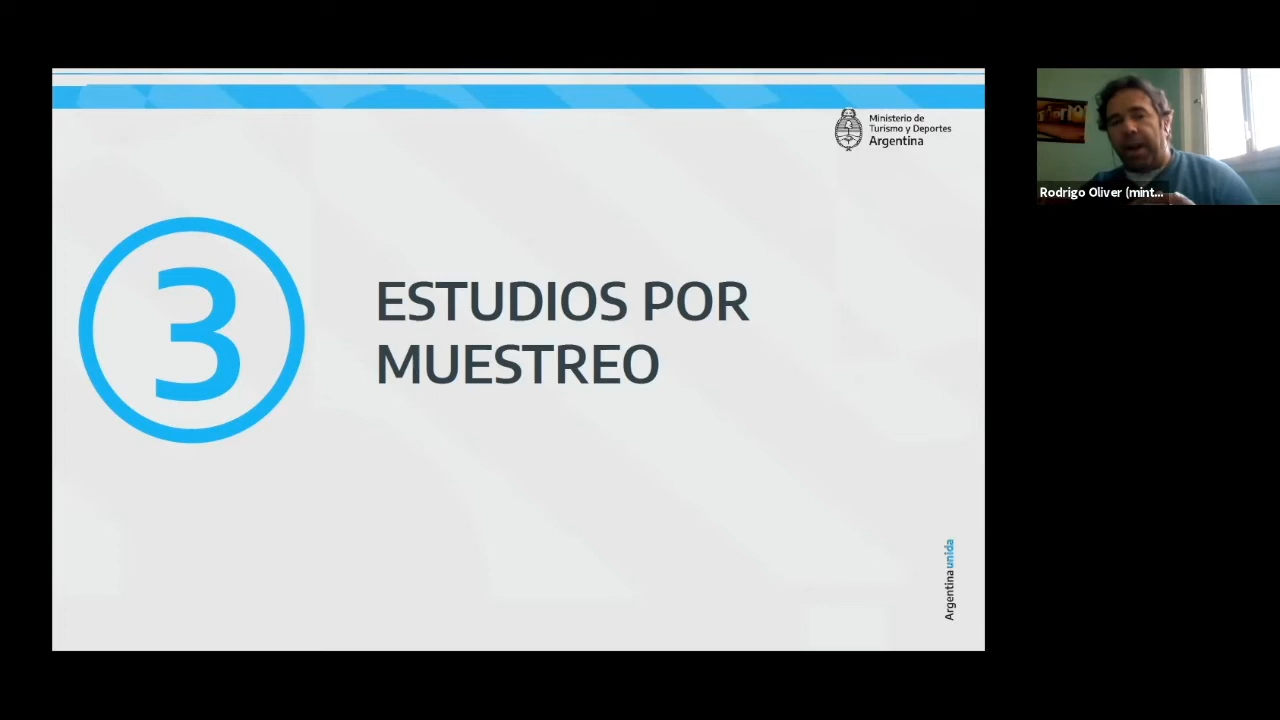 Ministerio de
Turismo y Deportes
Argentina
3
ESTUDIOS POR
MUESTREO
Argentina unida
Rodrigo Oliver (mint...